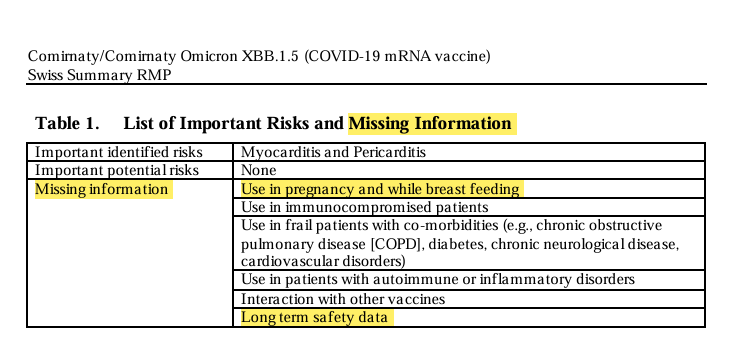 Comirnaty/Comirnaty Omicron XBB.1.5 (COVID-19 mRNA vaccine)
Swiss Summary RMP
Table 1. List of Important Risks and Missing Information
Important identified risks Myocarditis and Pericarditis
Important potential risks None
Missing information Use in pregnancy and while breast feeding
Use in immunocompromised patients
Use in frail patients with co-morbidities (e.g., chronic obstructive
pulmonary disease [COPD], diabetes, chronic neurological disease,
cardiovascular disorders)
Use in patients with autoimmune or inflammatory disorders
Interaction with other vaccines
Long term safety data